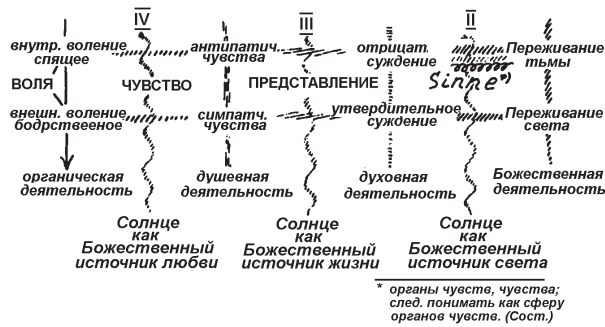 IV
III
II
внутр. воление
спящее
антипатич.
чувства
отрицат.
суждение
Переживание
тьмы
ВОЛЯ
ЧУВСТВО
ПРЕДСТАВЛЕНИЕ
Sinne*)
внешн. воление
бодрственое
симпатч.
чувства
утвердительное
суждение
Переживание
света
органическая
деятельность
душевная
деятельность
духовная
деятельность
Божественная
деятельность
Солнце
как
Божественный
источник любви
Солнце
как
Божественный
источник жизни
Солнце
как
Божественный
источник света
* органы чувств, чувства;
след. понимать как сферу
органов чувств. (Сост.)